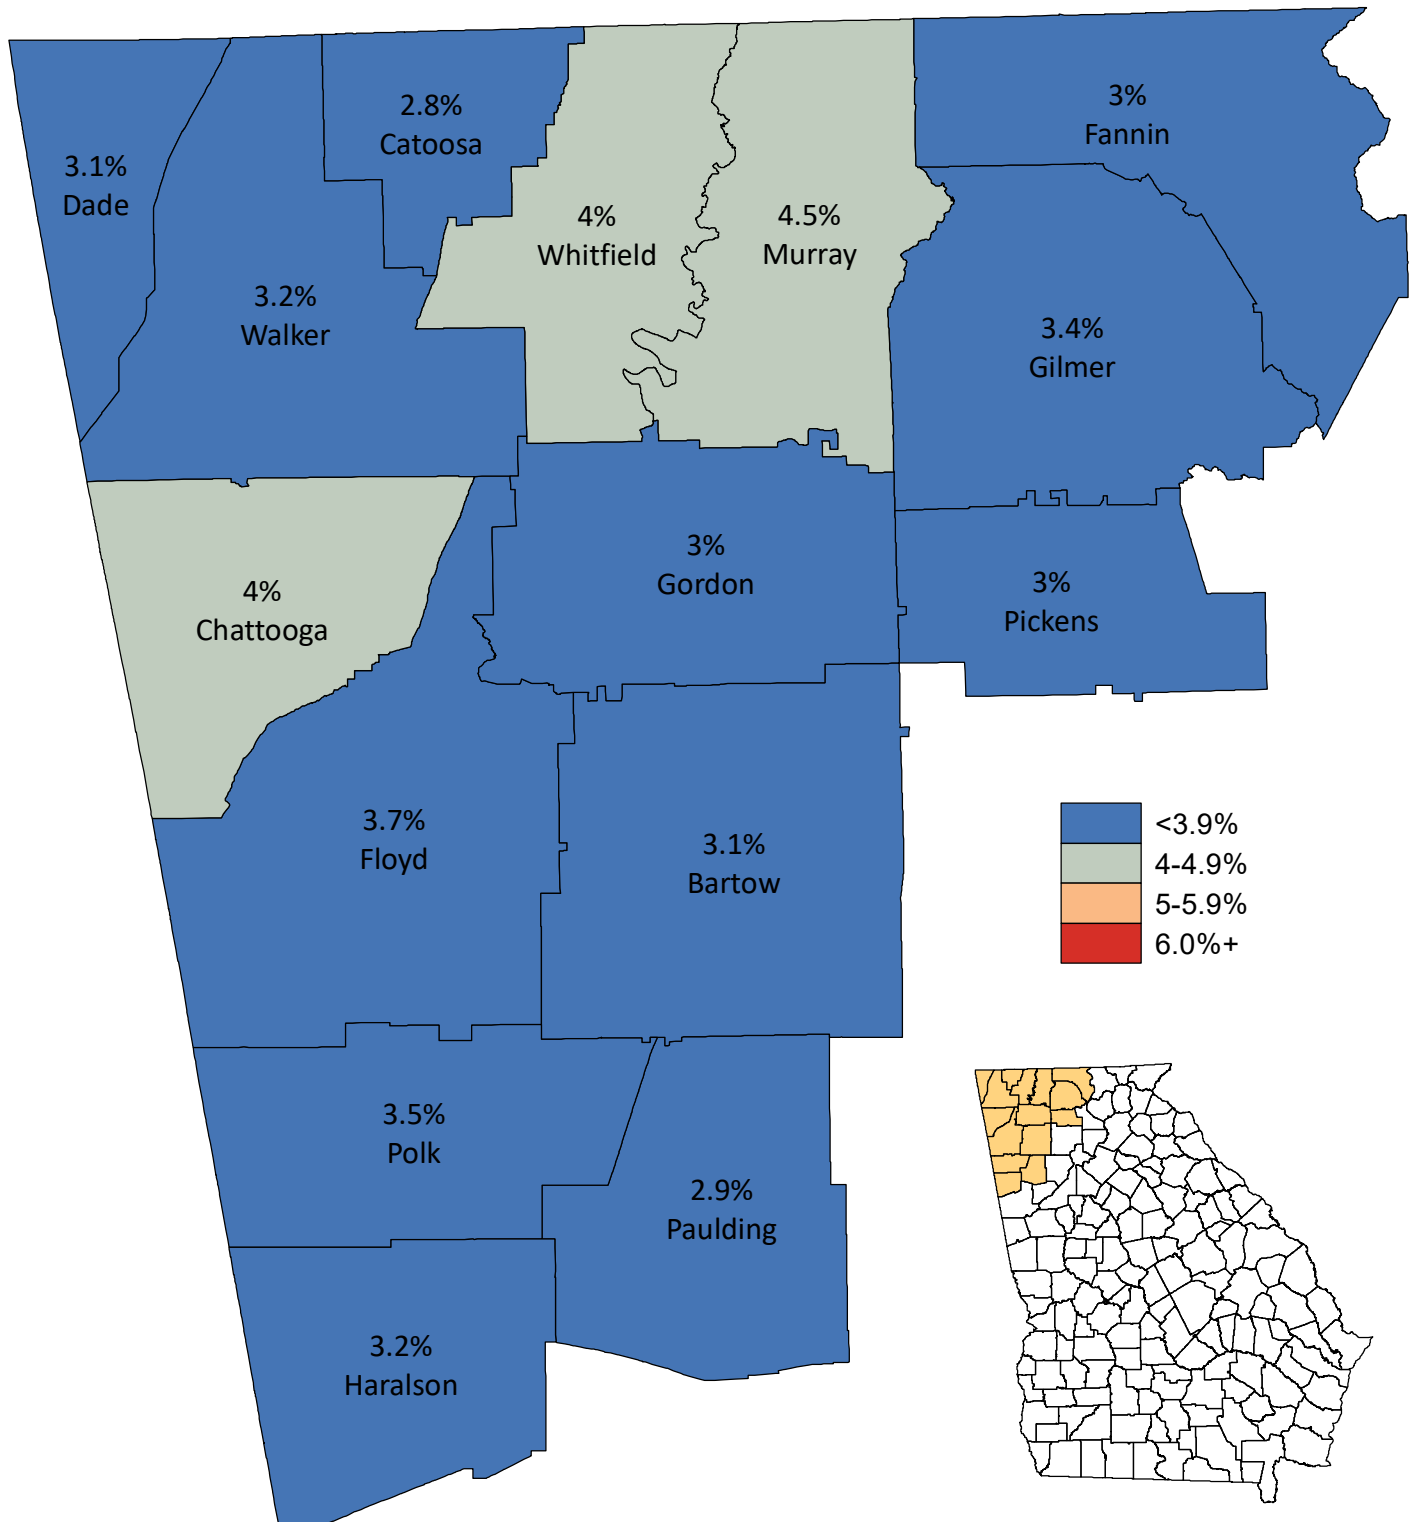 2.8%
Catoosa
3%
Fannin
3.1%
Dade
4%
Whitfield
4.5%
Murray
3.2%
Walker
3.4%
Gilmer
3%
Gordon
3%
Pickens
4%
Chattooga
3.7%
Floyd
3.1%
Bartow
<3.9%
4-4.9%
5-5.9%
6.0%+
3.5%
Polk
2.9%
Paulding
3.2%
Haralson